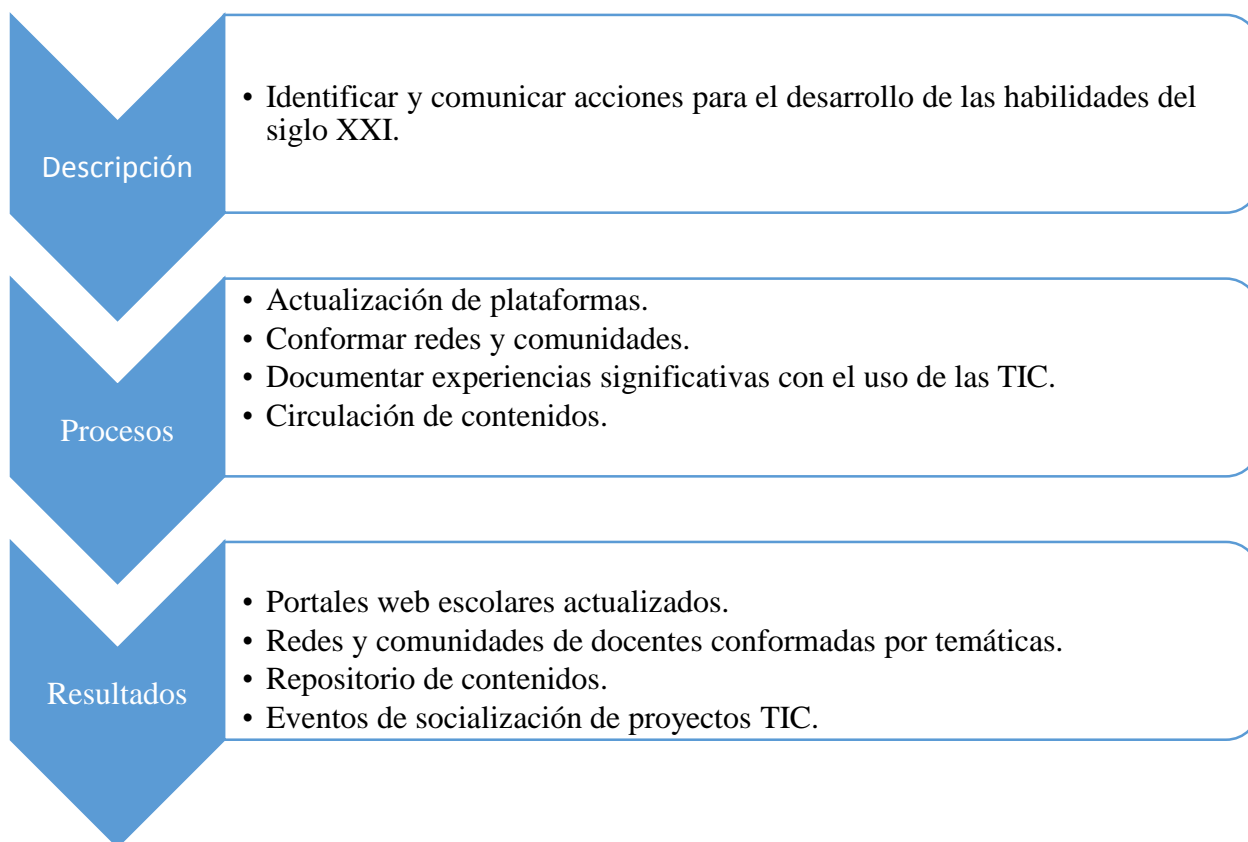 Descripción
• Identificar y comunicar acciones para el desarrollo de las habilidades del
siglo XXI.
Procesos
• Actualización de plataformas.
• Conformar redes y comunidades.
• Documentar experiencias significativas con el uso de las TIC.
• Circulación de contenidos.
Resultados
• Portales web escolares actualizados.
• Redes y comunidades de docentes conformadas por temáticas.
• Repositorio de contenidos.
• Eventos de socialización de proyectos TIC.